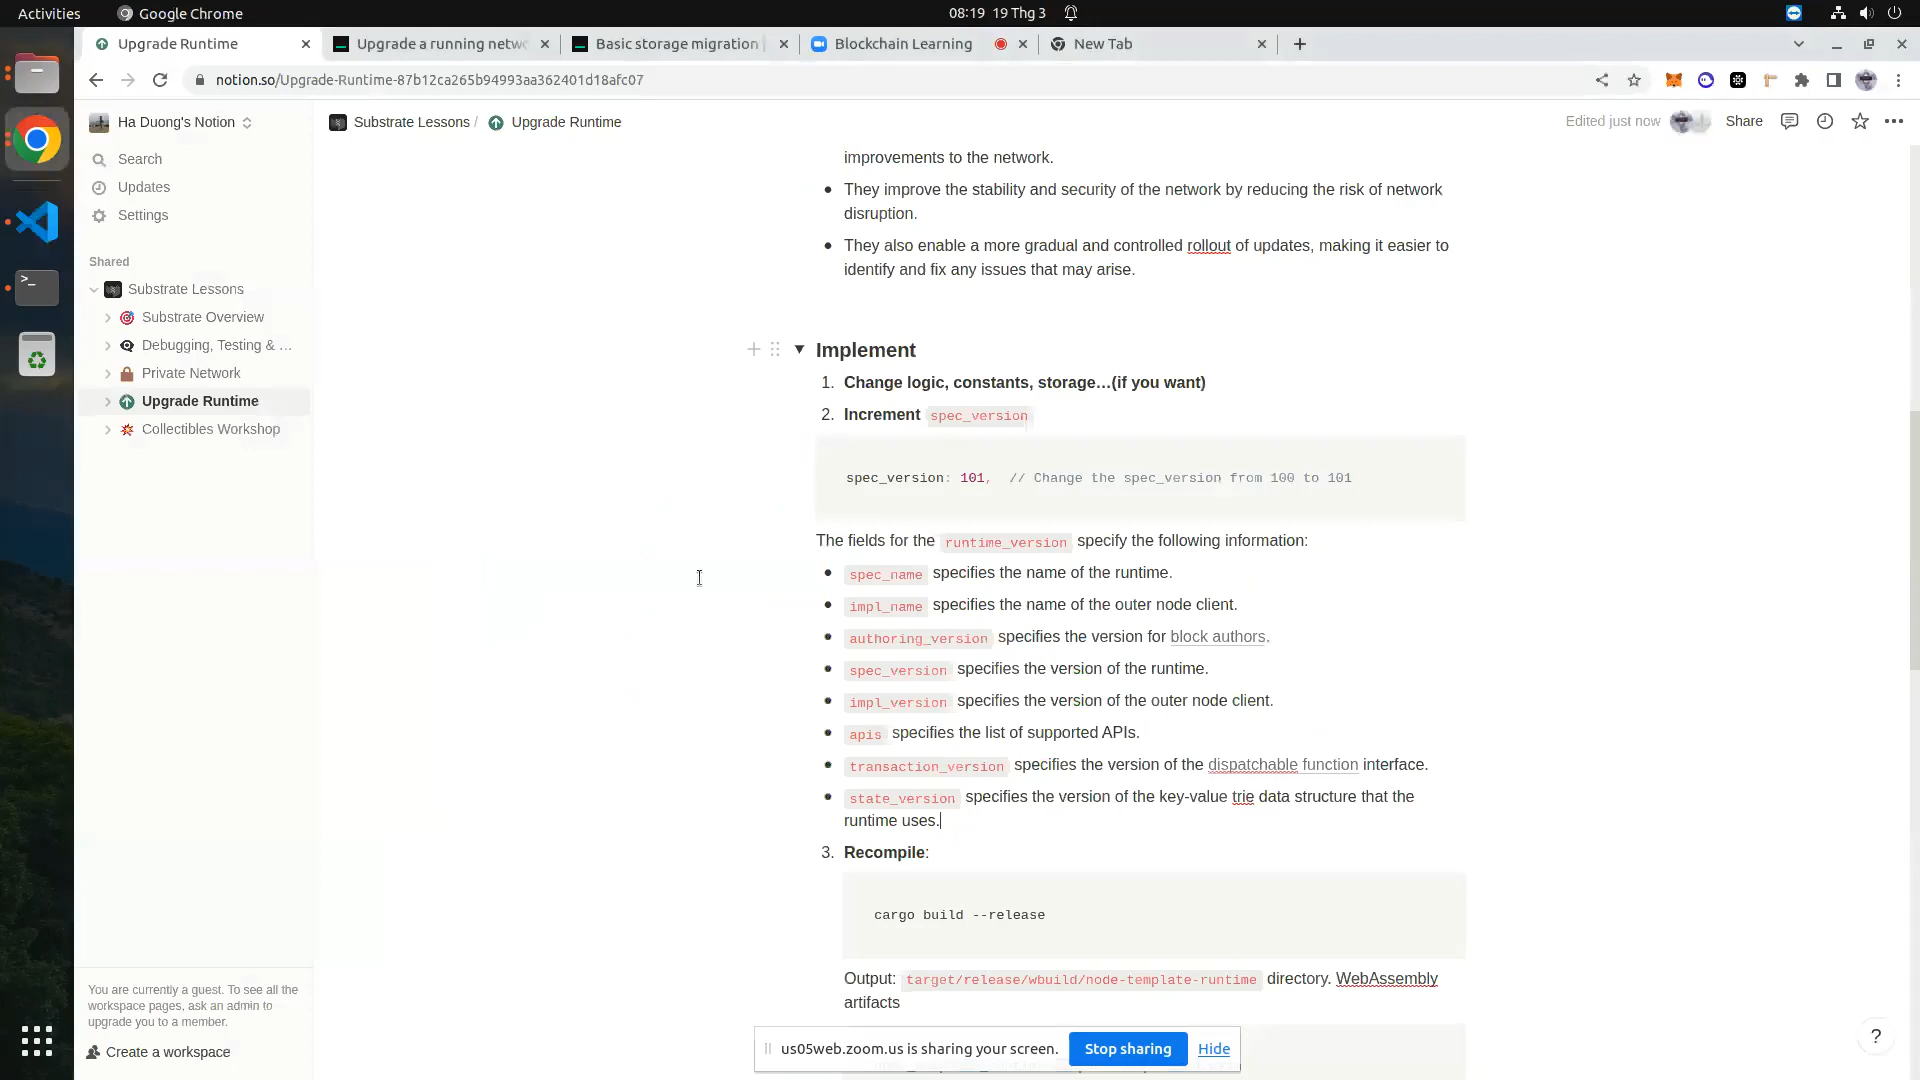 Activities
Google Chrome
08:19 19 Thg 3
Upgrade Runtime
Upgrade a running netwo
Basic storage migration
Blockchain Learning
New Tab
notion.so/Upgrade-Runtime-87b12ca265b94993aa362401d18afc07
Ha Duong's Notion
Search
Updates
Settings
Shared
Substrate Lessons
Substrate Overview
Debugging, Testing & ...
Private Network
Upgrade Runtime
Collectibles Workshop
You are currently a guest. To see all the
workspace pages, ask an admin to
upgrade you to a member.
Create a workspace
Substrate Lessons / Upgrade Runtime
Edited just now
Share
improvements to the network.
They improve the stability and security of the network by reducing the risk of network
disruption.
They also enable a more gradual and controlled rollout of updates, making it easier to
identify and fix any issues that may arise.
Implement
1. Change logic, constants, storage…(if you want)
2. Increment spec_version
spec_version: 101,  // Change the spec_version from 100 to 101
The fields for the runtime_version specify the following information:
spec_name specifies the name of the runtime.
impl_name specifies the name of the outer node client.
authoring_version specifies the version for block authors.
spec_version specifies the version of the runtime.
impl_version specifies the version of the outer node client.
apis specifies the list of supported APIs.
transaction_version specifies the version of the dispatchable function interface.
state_version specifies the version of the key-value trie data structure that the
runtime uses.
3. Recompile:
cargo build --release
Output: target/release/wbuild/node-template-runtime directory. WebAssembly
artifacts
us05web.zoom.us is sharing your screen.
Stop sharing
Hide
?